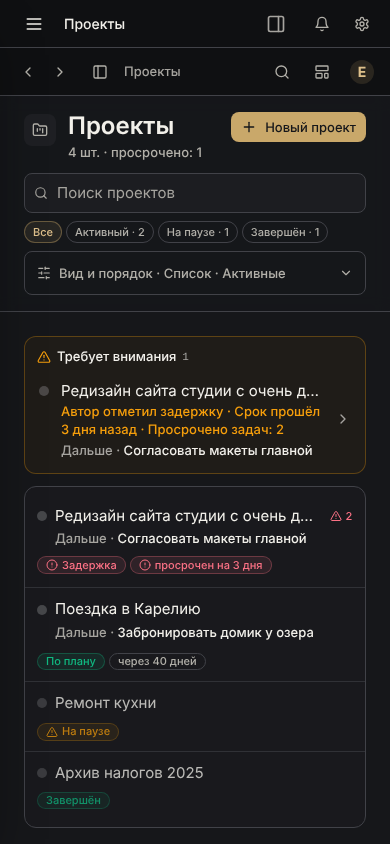 Проекты
Проекты
E
Проекты
Новый проект
4 шт. · просрочено: 1
Поиск проектов
Все
Активный · 2
На паузе · 1
Завершён · 1
Вид и порядок · Список · Активные
Требует внимания 1
Редизайн сайта студии с очень д...
Автор отметил задержку · Срок прошёл
3 дня назад · Просрочено задач: 2
Дальше · Согласовать макеты главной
Редизайн сайта студии с очень д...
2
Дальше · Согласовать макеты главной
Задержка
просрочен на 3 дня
Поездка в Карелию
Дальше · Забронировать домик у озера
По плану
через 40 дней
Ремонт кухни
На паузе
Архив налогов 2025
Завершён